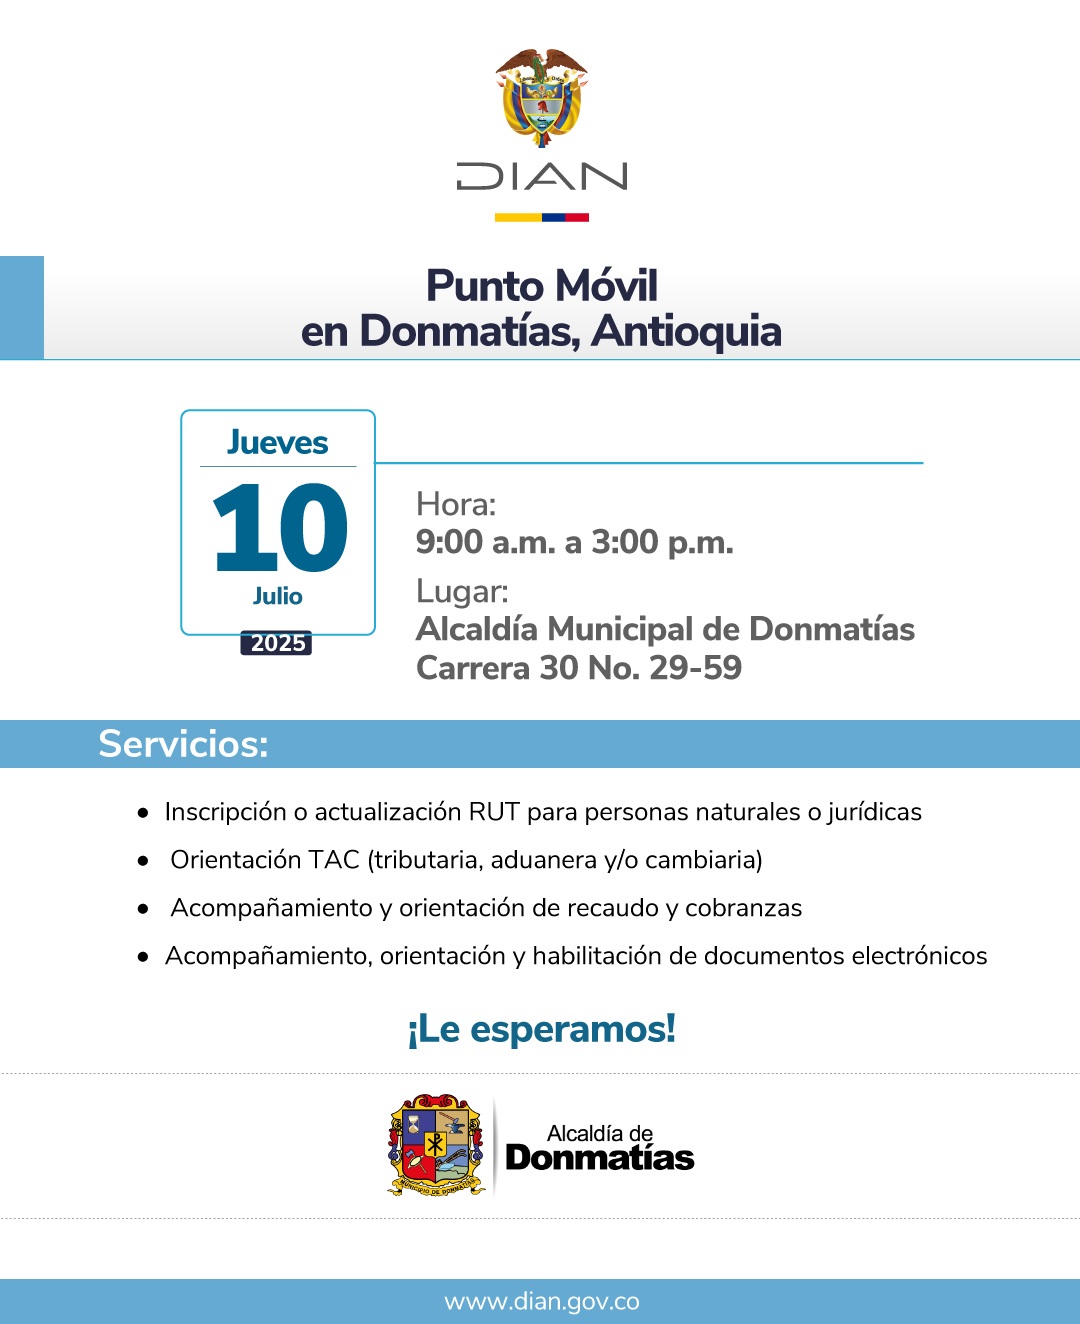 Libertad y Orden
DIAN
Punto Móvil
en Donmatías, Antioquia
Jueves
10
Julio
2025
Hora:
9:00 a.m. a 3:00 p.m.
Lugar:
Alcaldía Municipal de Donmatías
Carrera 30 No. 29-59
Servicios:
• Inscripción o actualización RUT para personas naturales o jurídicas
• Orientación TAC (tributaria, aduanera y/o cambiaria)
• Acompañamiento y orientación de recaudo y cobranzas
• Acompañamiento, orientación y habilitación de documentos electrónicos
¡Le esperamos!
MUNICIPIO DE DONMATÍAS
Alcaldía de
Donmatías
www.dian.gov.co